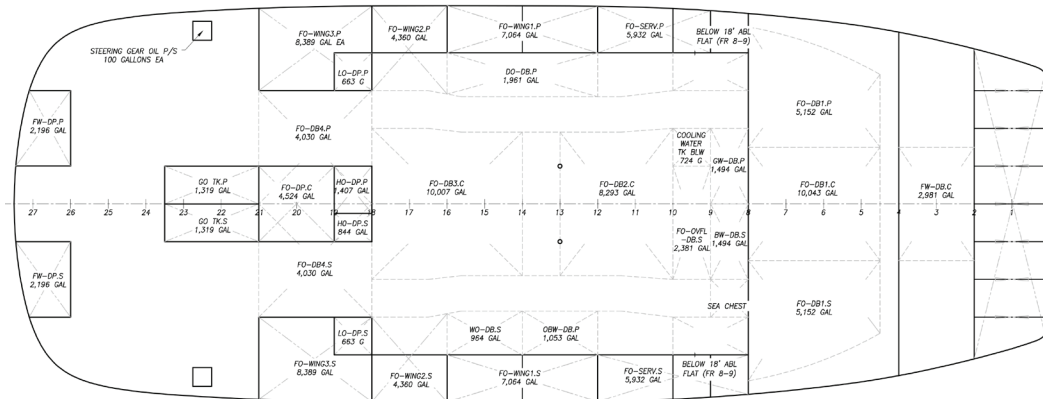 STEERING GEAR OIL P/S
100 GALLONS EA
FO-WING3.P
8,389 GAL EA
FO-WING2.P
4,360 GAL
FO-WING1.P
7,064 GAL
FO-SERV.P
5,932 GAL
BELOW 18' ABL
FLAT (FR 8-9)
LO-DP.P
663 G
DO-DB.P
1,961 GAL
FW-DP.P
2,196 GAL
FO-DB4.P
4,030 GAL
FO-DB1.P
5,152 GAL
COOLING
WATER
TK BLW
724 G
GW-DB.P
1,494 GAL
GO TK.P
1,319 GAL
FO-DP.C
4,524 GAL
HO-DP.P
1,407 GAL
FO-DB3.C
10,007 GAL
FO-DB2.C
8,293 GAL
FO-DB1.C
10,043 GAL
FW-DB.C
2,981 GAL
27 26 25 24 23 22 21 20 19 18 17 16 15 14 13 12 11 10 9 8 7 6 5 4 3 2 1
GO TK.S
1,319 GAL
HO-DP.S
844 GAL
FO-OVFL
-DB.S
2,381 GAL
BW-DB.S
1,494 GAL
FW-DP.S
2,196 GAL
FO-DB4.S
4,030 GAL
SEA CHEST
FO-DB1.S
5,152 GAL
LO-DP.S
663 G
WO-DB.S
964 GAL
OBW-DB.P
1,053 GAL
FO-WING3.S
8,389 GAL
FO-WING2.S
4,360 GAL
FO-WING1.S
7,064 GAL
FO-SERV.S
5,932 GAL
BELOW 18' ABL
FLAT (FR 8-9)